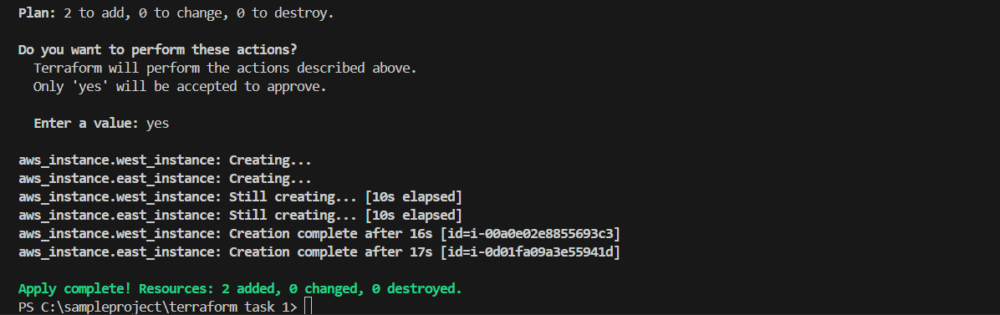 Plan: 2 to add, 0 to change, 0 to destroy.
Do you want to perform these actions?
Terraform will perform the actions described above.
Only 'yes' will be accepted to approve.
Enter a value: yes
aws_instance.west_instance: Creating...
aws_instance.east_instance: Creating...
aws_instance.west_instance: Still creating... [10s elapsed]
aws_instance.east_instance: Still creating... [10s elapsed]
aws_instance.west_instance: Creation complete after 16s [id=i-00a0e02e8855693c3]
aws_instance.east_instance: Creation complete after 17s [id=i-0d01fa09a3e55941d]
Apply complete! Resources: 2 added, 0 changed, 0 destroyed.
PS C:\sampleproject\terraform task 1>